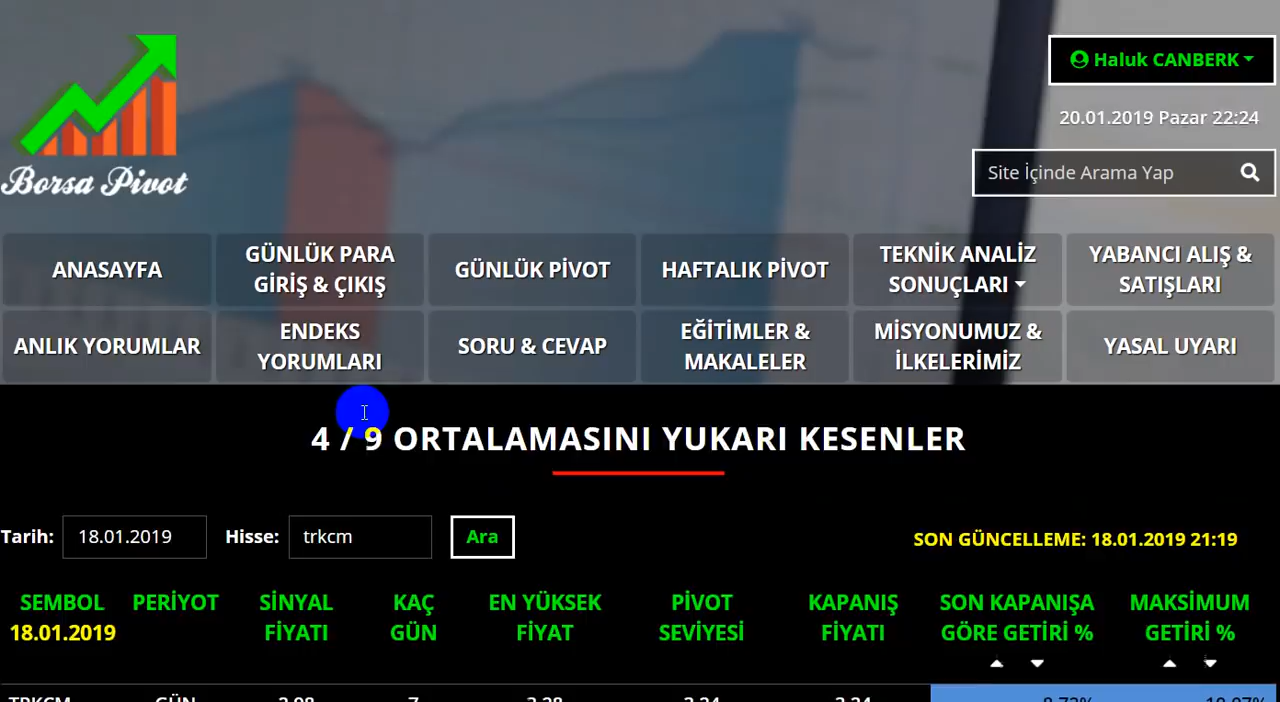 Haluk CANBERK
20.01.2019 Pazar 22:24
Site İçinde Arama Yap
Borsa Pivot
ANASAYFA
GÜNLÜK PARA
GİRİŞ & ÇIKIŞ
GÜNLÜK PİVOT
HAFTALIK PİVOT
TEKNİK ANALİZ
SONUÇLARI
YABANCI ALIŞ &
SATIŞLARI
ANLIK YORUMLAR
ENDEKS
YORUMLARI
SORU & CEVAP
EĞİTİMLER &
MAKALELER
MİSYONUMUZ &
İLKELERİMİZ
YASAL UYARI
4 / 9 ORTALAMASINI YUKARI KESENLER
Tarih: 18.01.2019 Hisse: trkcm Ara
SON GÜNCELLEME: 18.01.2019 21:19
SEMBOL
18.01.2019
PERİYOT
SİNYAL
FİYATI
KAÇ
GÜN
EN YÜKSEK
FİYAT
PİVOT
SEVİYESİ
KAPANIŞ
FİYATI
SON KAPANIŞA
GÖRE GETİRİ %
MAKSİMUM
GETİRİ %
TRKCM GÜN